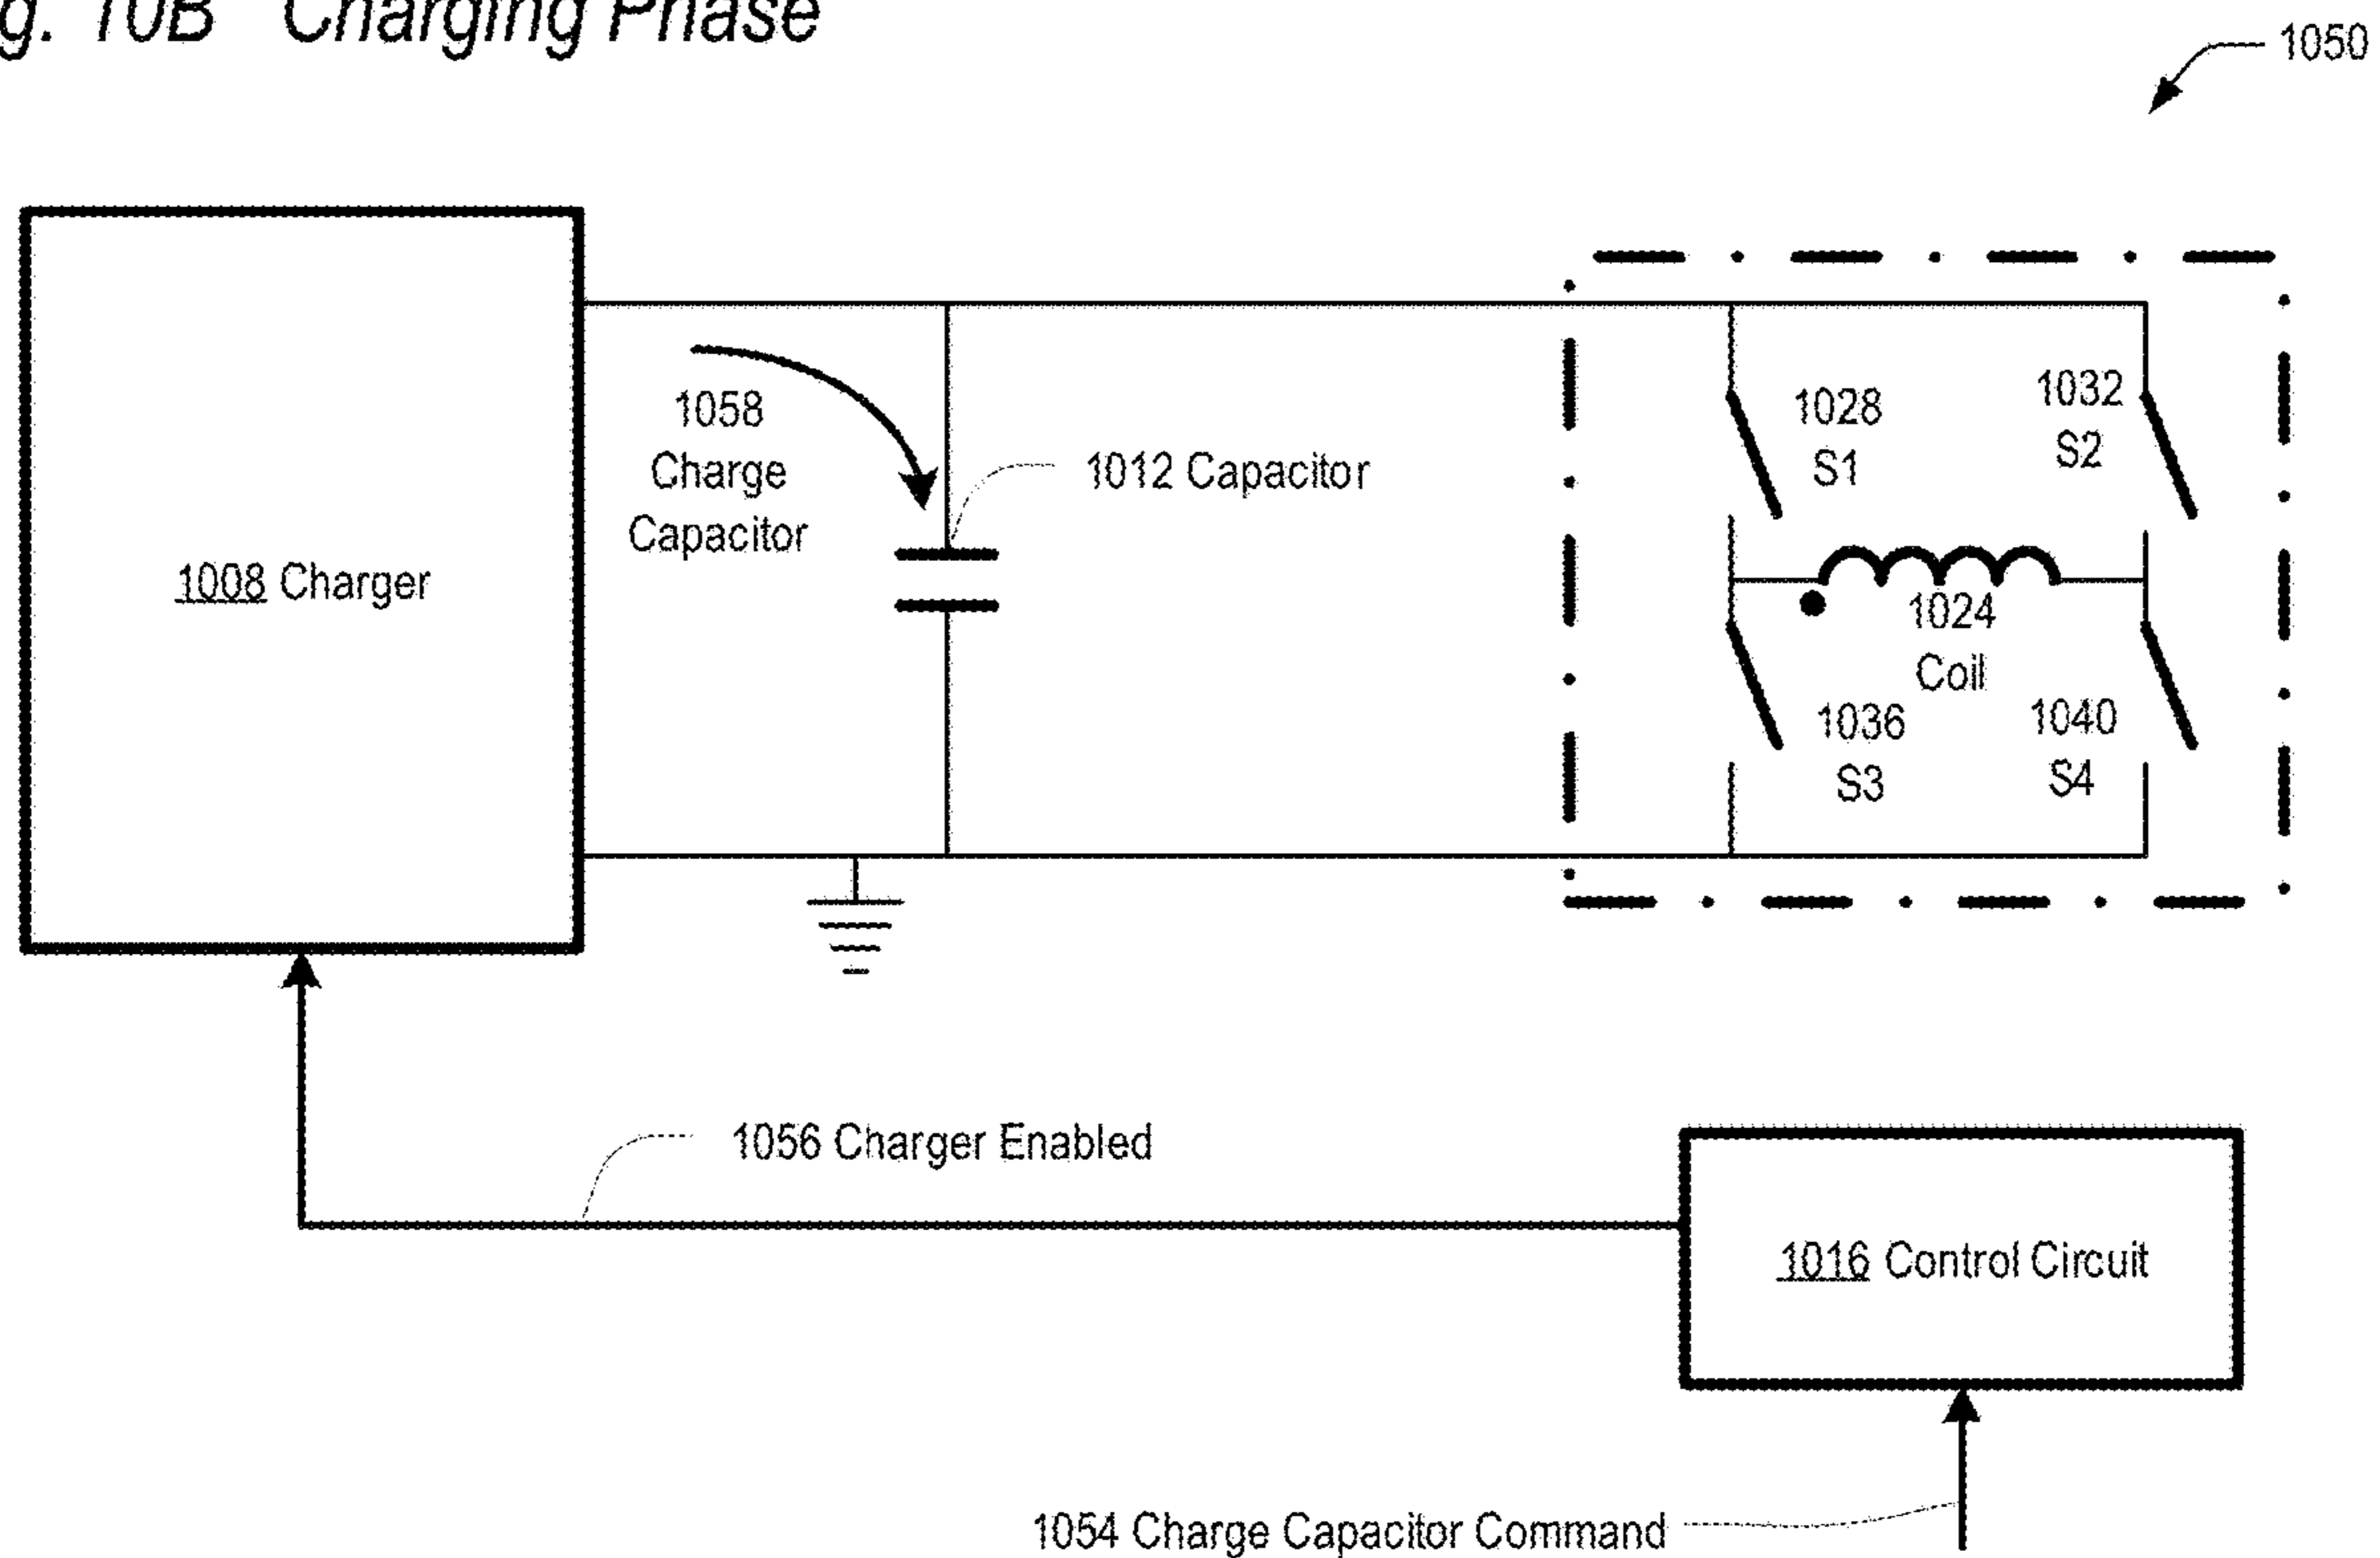 g. 10B Charging Phase
1050
1058
Charge
Capacitor
1012 Capacitor
1028
S1
1032
S2
1008 Charger
1024
Coil
1036
S3
1040
S4
1056 Charger Enabled
1016 Control Circuit
1054 Charge Capacitor Command